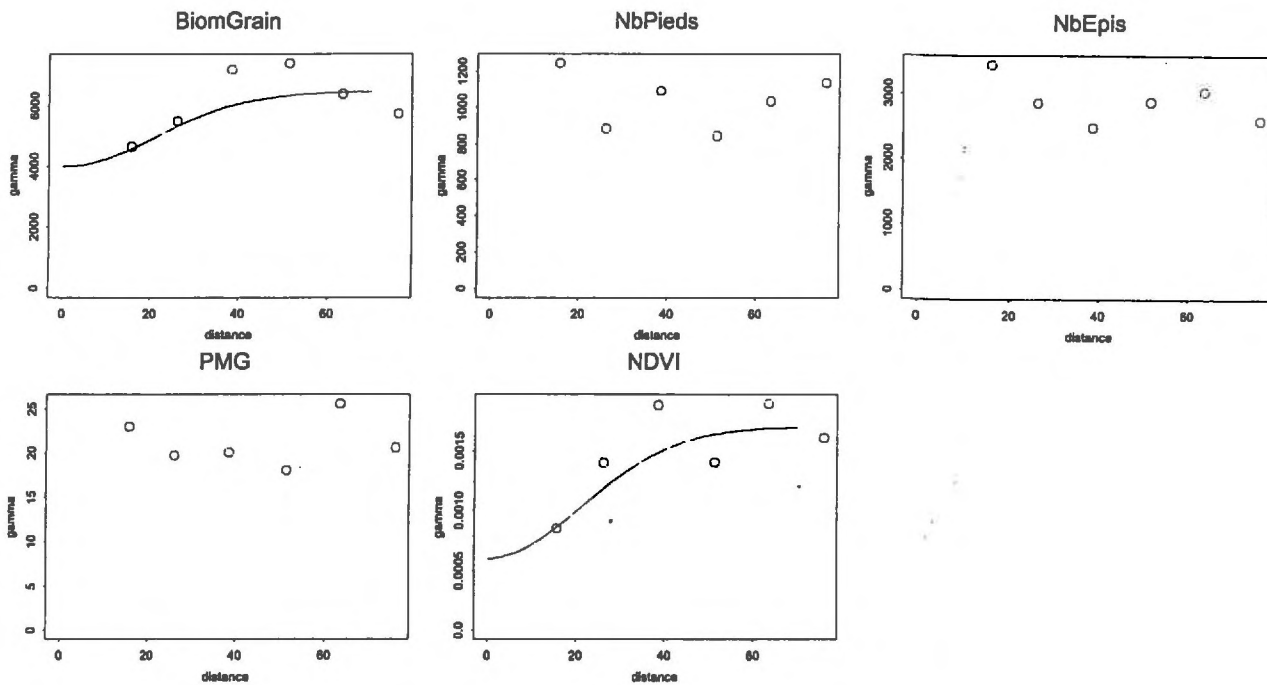 BiomGrain NbPieds NbEpis
gamma
0 2000 4000 6000
0 20 40 60
distance
gamma
0 200 400 600 800 1000 1200
0 20 40 60
distance
gamma
0 1000 2000 3000
0 20 40 60
distance
PMG NDVI
gamma
0 5 10 15 20 25
0 20 40 60
distance
gamma
0.0 0.0005 0.0010 0.0015
0 20 40 60
distance